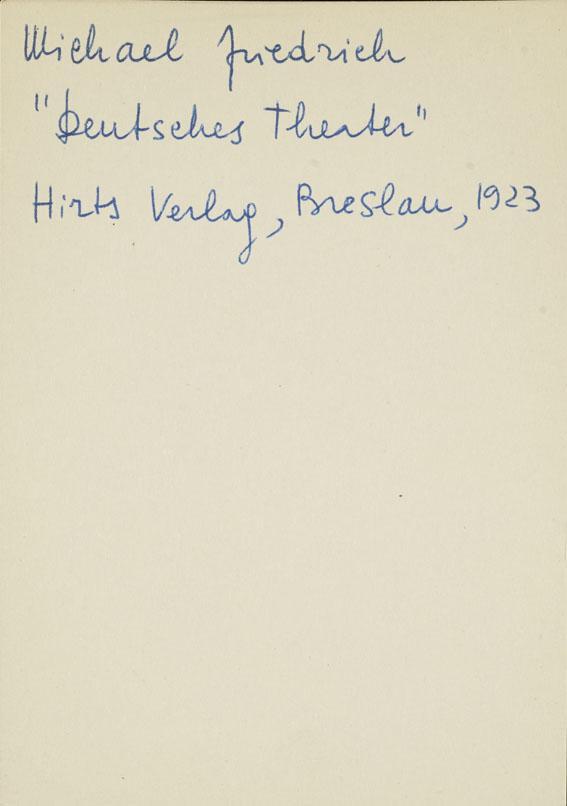 Michael Friedrich
"Deutsches Theater"
Hirts Verlag, Breslau, 1923